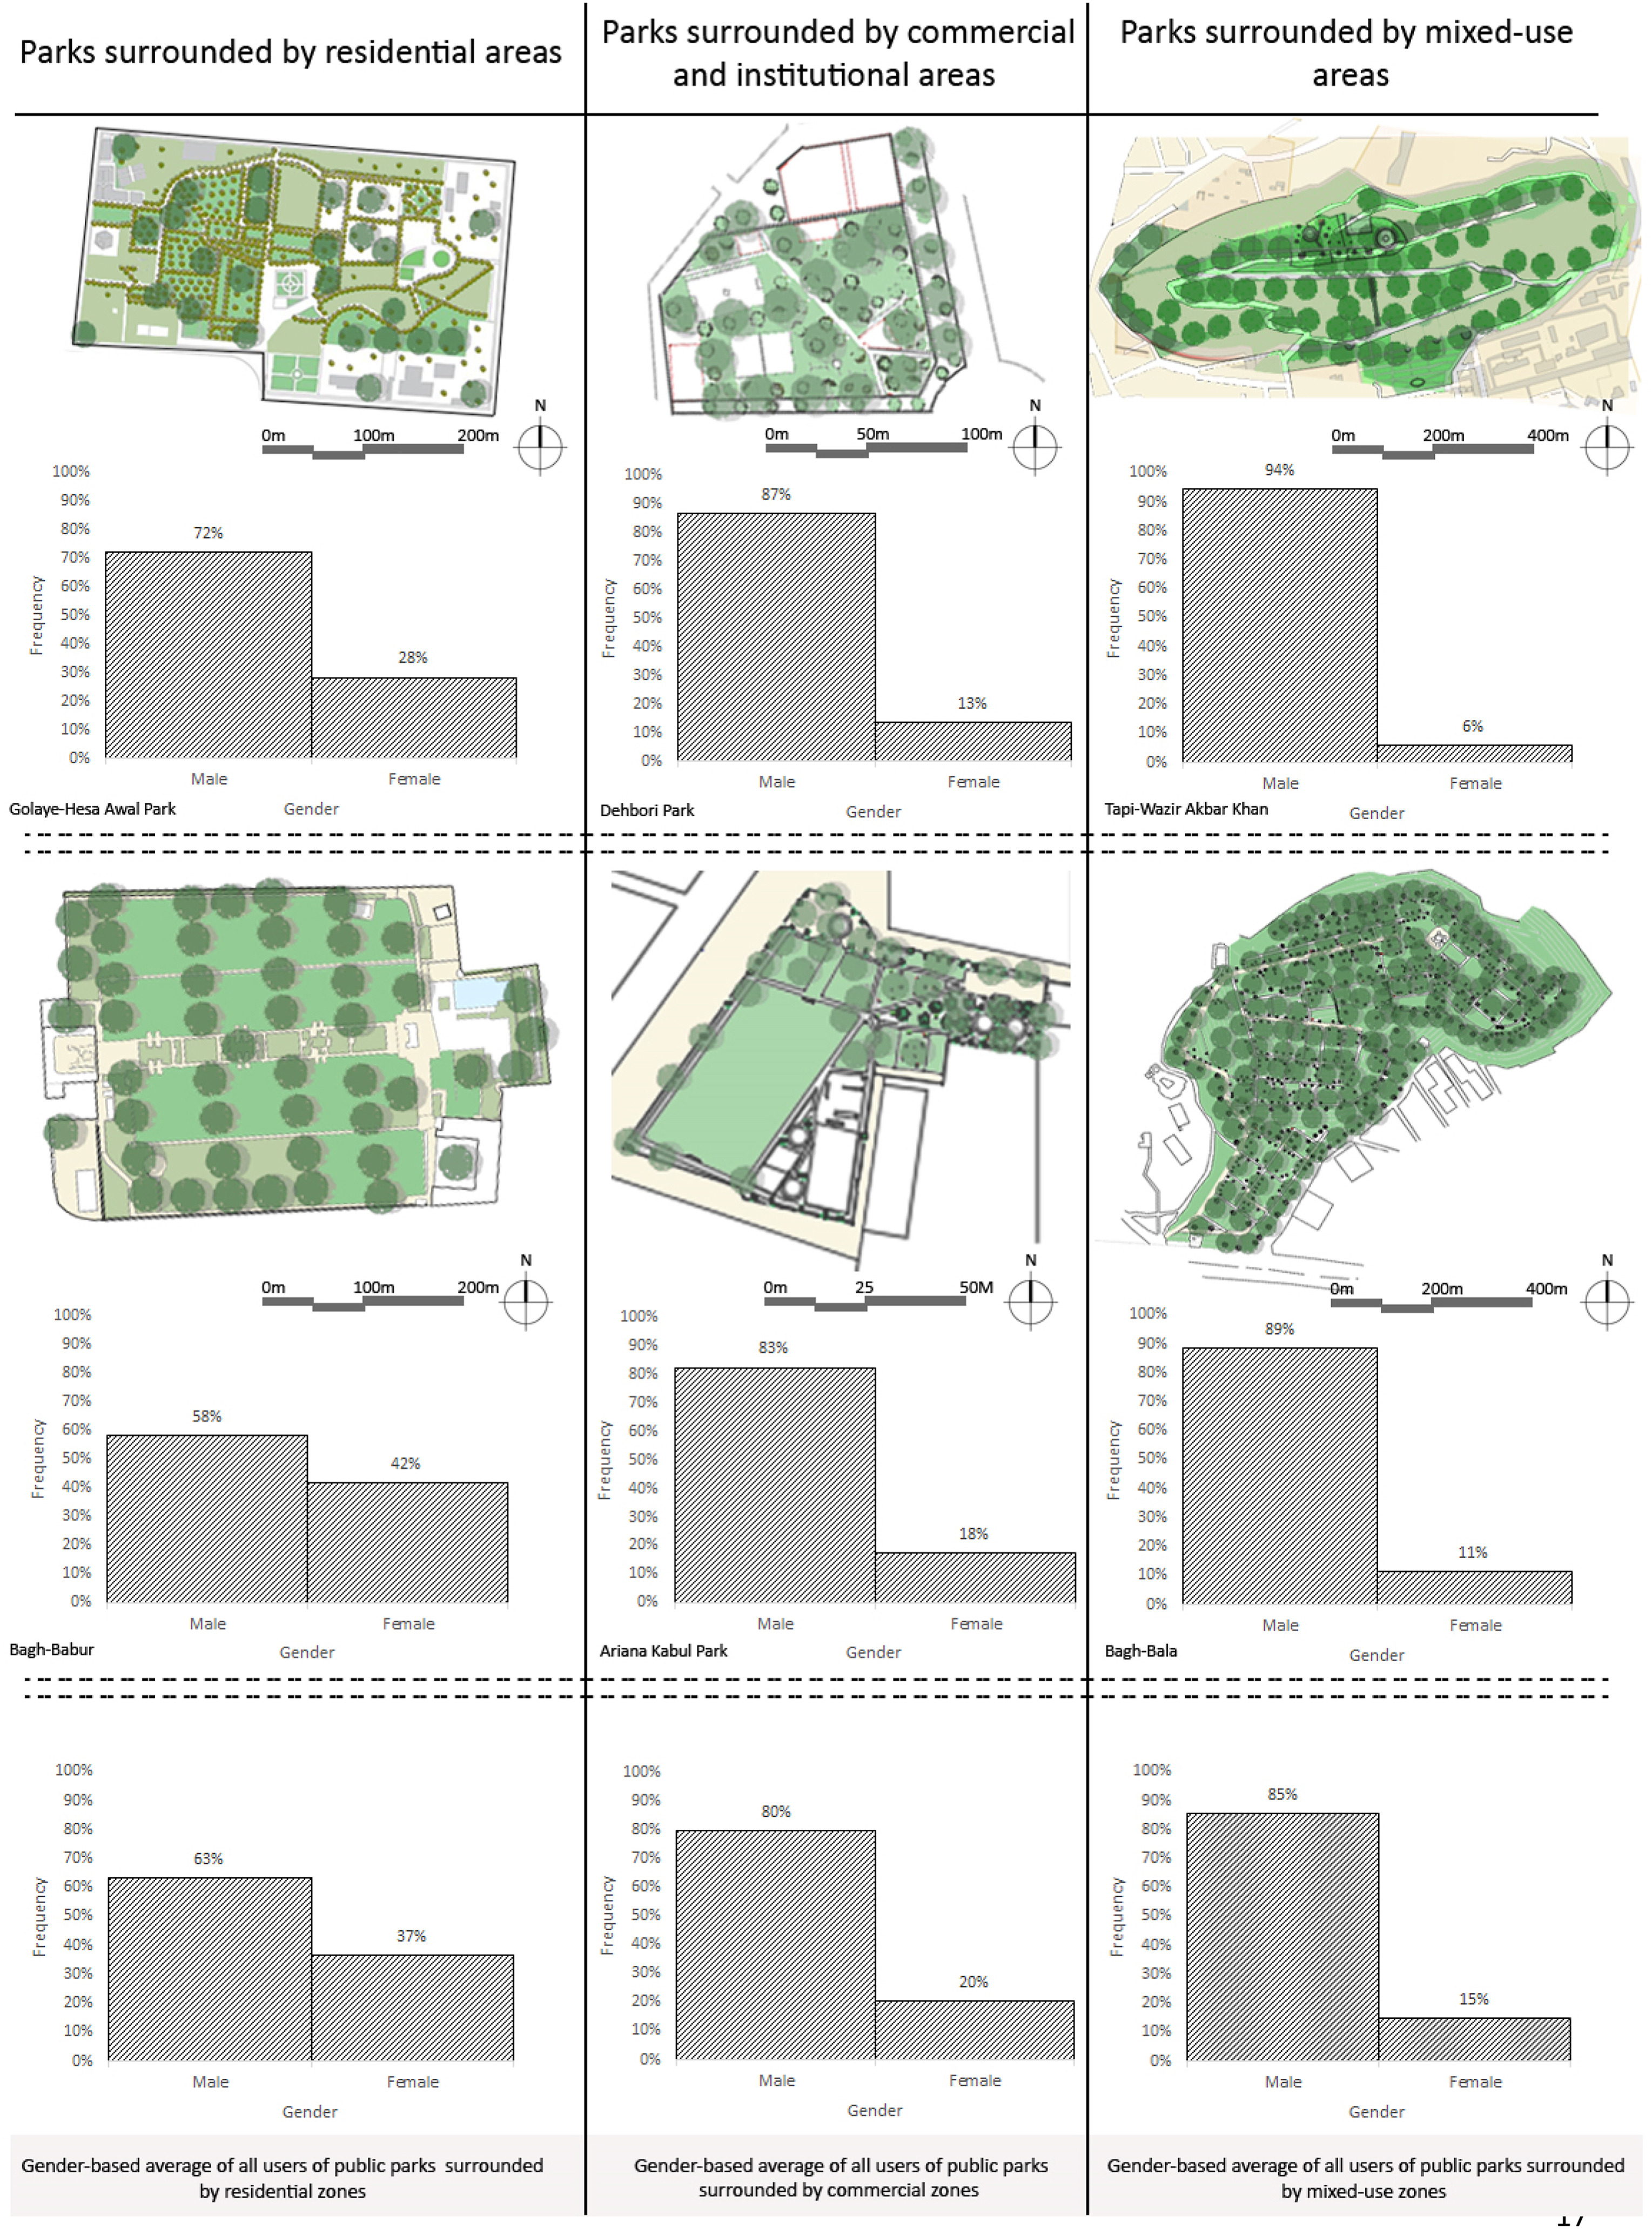 Parks surrounded by residential areas
Parks surrounded by commercial
and institutional areas
Parks surrounded by mixed-use
areas
N
0m 100m 200m
100%
90%
80%
70%
60%
50%
40%
30%
20%
10%
0%
Frequency
72%
28%
Male Female
Golaye-Hesa Awal Park Gender
N
0m 50m 100m
100%
90%
80%
70%
60%
50%
40%
30%
20%
10%
0%
Frequency
87%
13%
Male Female
Dehbori Park Gender
N
0m 200m 400m
100%
90%
80%
70%
60%
50%
40%
30%
20%
10%
0%
Frequency
94%
6%
Male Female
Tapi-Wazir Akbar Khan Gender
N
0m 100m 200m
100%
90%
80%
70%
60%
50%
40%
30%
20%
10%
0%
Frequency
58%
42%
Male Female
Bagh-Babur Gender
N
0m 25 50M
100%
90%
80%
70%
60%
50%
40%
30%
20%
10%
0%
Frequency
83%
18%
Male Female
Ariana Kabul Park Gender
N
0m 200m 400m
100%
90%
80%
70%
60%
50%
40%
30%
20%
10%
0%
Frequency
89%
11%
Male Female
Bagh-Bala Gender
100%
90%
80%
70%
60%
50%
40%
30%
20%
10%
0%
Frequency
63%
37%
Male Female
Gender
Gender-based average of all users of public parks surrounded
by residential zones
100%
90%
80%
70%
60%
50%
40%
30%
20%
10%
0%
Frequency
80%
20%
Male Female
Gender
Gender-based average of all users of public parks
surrounded by commercial zones
100%
90%
80%
70%
60%
50%
40%
30%
20%
10%
0%
Frequency
85%
15%
Male Female
Gender
Gender-based average of all users of public parks surrounded
by mixed-use zones